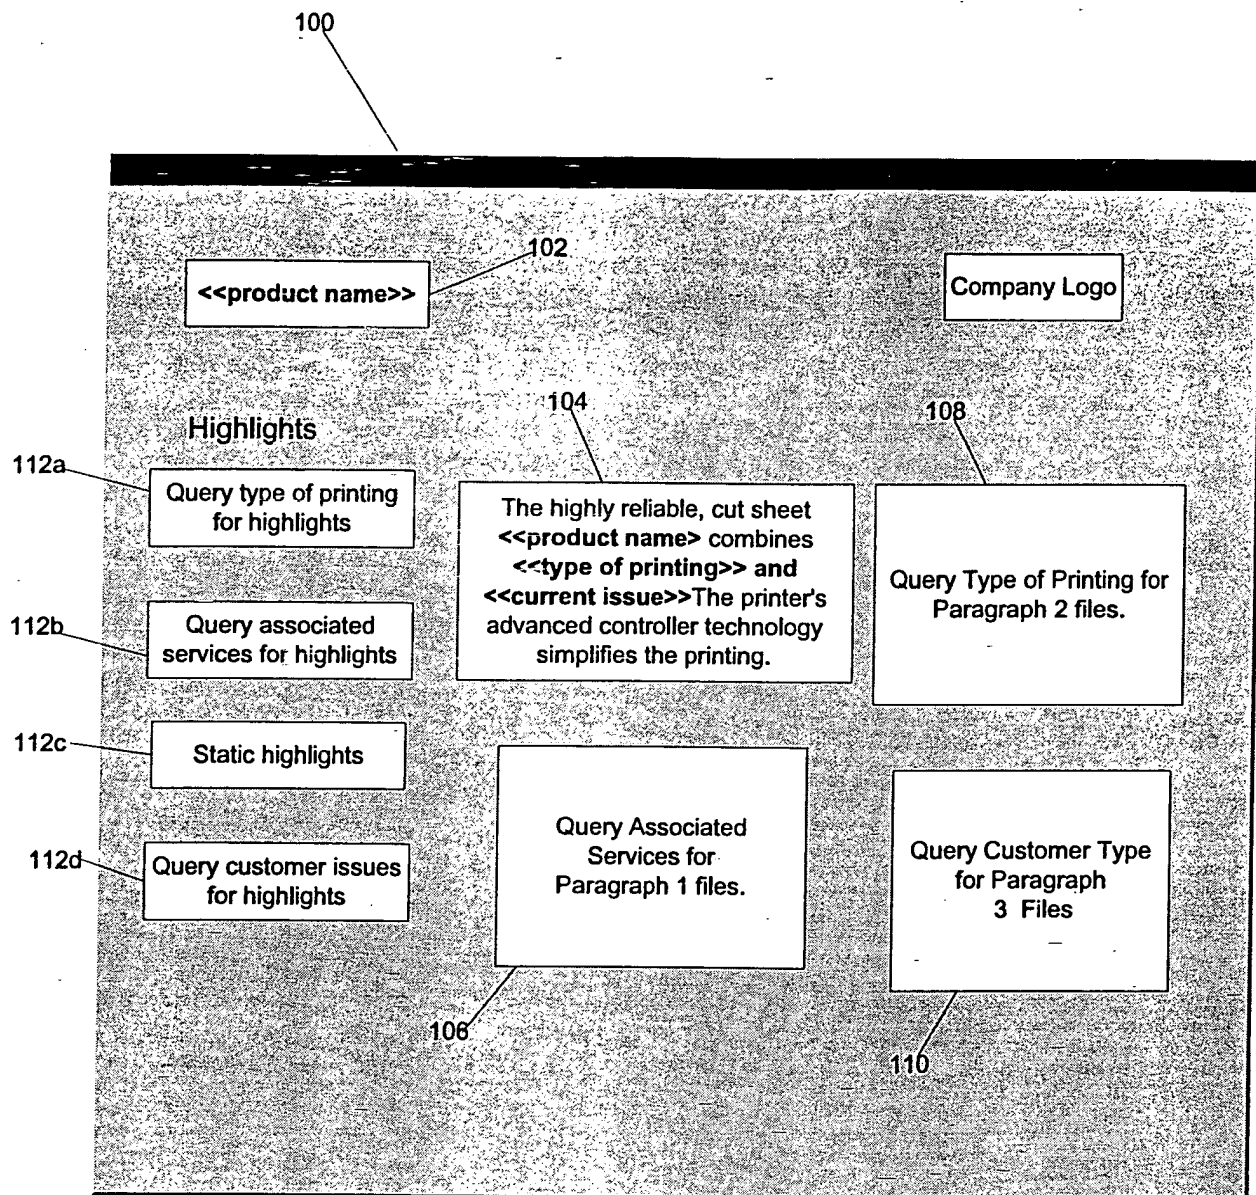 100
102
<<product name>>
Company Logo
104
108
Highlights
112a
Query type of printing
for highlights
The highly reliable, cut sheet
<<product name> combines
<<type of printing>> and
<<current issue>>The printer's
advanced controller technology
simplifies the printing.
Query Type of Printing for
Paragraph 2 files.
112b
Query associated
services for highlights
112c
Static highlights
Query Associated
Services for
Paragraph 1 files.
Query Customer Type
for Paragraph
3 Files
112d
Query customer issues
for highlights
106
110